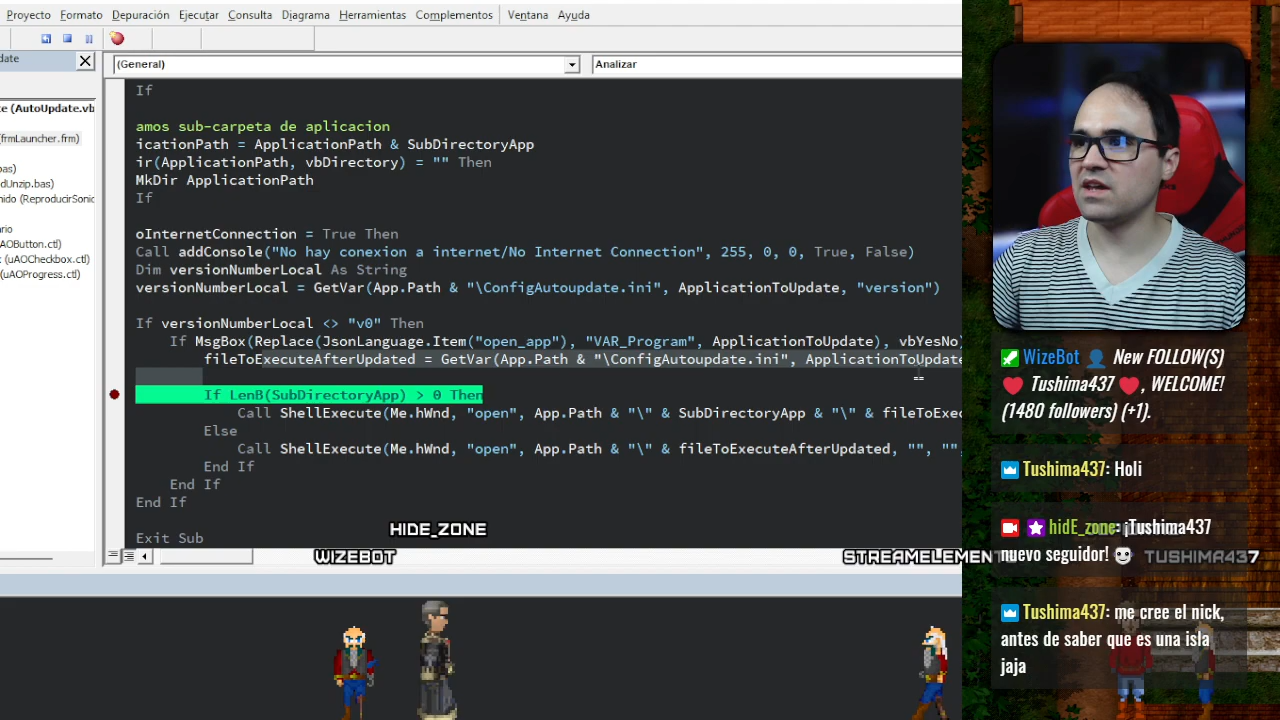 Proyecto Formato Depuración Ejecutar Consulta Diagrama Herramientas Complementos Ventana Ayuda
date
(General) Analizar
te (AutoUpdate.vb
(frmLauncher.frm)
bas)
dUnzip.bas)
nido (ReproducirSonic
ario
AOButton.ctl)
(uAOCheckbox.ctl)
(uAOProgress.ctl)
If
amos sub-carpeta de aplicacion
icationPath = ApplicationPath & SubDirectoryApp
ir(ApplicationPath, vbDirectory) = "" Then
MkDir ApplicationPath
If
oInternetConnection = True Then
Call addConsole("No hay conexion a internet/No Internet Connection", 255, 0, 0, True, False)
Dim versionNumberLocal As String
versionNumberLocal = GetVar(App.Path & "\ConfigAutoupdate.ini", ApplicationToUpdate, "version")
If versionNumberLocal <> "v0" Then
If MsgBox(Replace(JsonLanguage.Item("open_app"), "VAR_Program", ApplicationToUpdate), vbYesNo)
fileToExecuteAfterUpdated = GetVar(App.Path & "\ConfigAutoupdate.ini", ApplicationToUpdate
If LenB(SubDirectoryApp) > 0 Then
Call ShellExecute(Me.hWnd, "open", App.Path & "\" & SubDirectoryApp & "\" & fileToExec
Else
Call ShellExecute(Me.hWnd, "open", App.Path & "\" & fileToExecuteAfterUpdated, "", "",
End If
End If
End If
Exit Sub
HIDE_ZONE
WIZEBOT
STREAMELEMENT
TUSHIMA437
WizeBot New FOLLOW(S)
Tushima437 , WELCOME!
(1480 followers) (+1).
Tushima437: Holi
hidE_zone: ¡Tushima437
nuevo seguidor!
Tushima437: me cree el nick,
antes de saber que es una isla
jaja